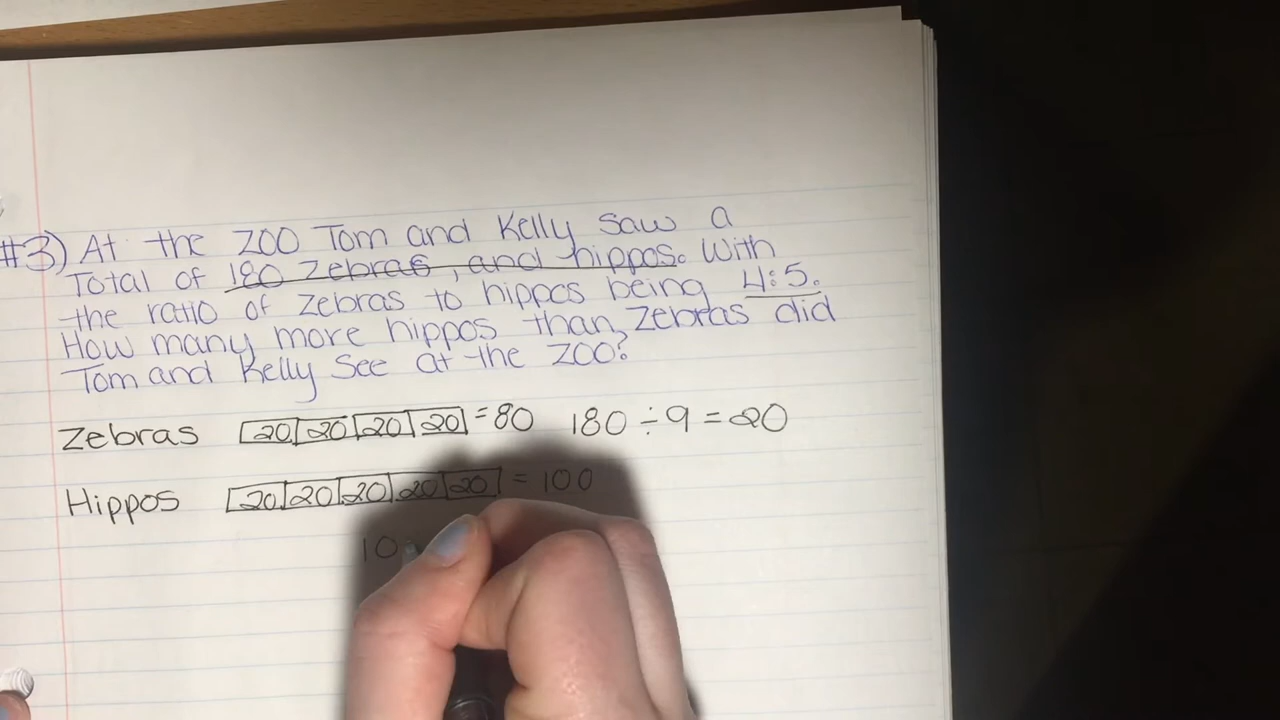 #3) At the ZOO Tom and Kelly Saw a
Total of 180 zebras, and hippos. With
the ratio of zebras to hippos being 4:5.
How many more hippos than zebras did
Tom and Kelly See at the ZOO?
Zebras 20 20 20 20 = 80 180 ÷ 9 = 20
Hippos 20 20 20 20 20 = 100
10